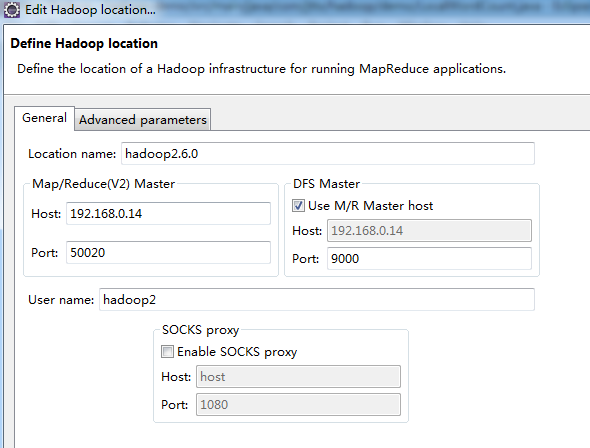 Edit Hadoop location...
Define Hadoop location
Define the location of a Hadoop infrastructure for running MapReduce applications.
General Advanced parameters
Location name: hadoop2.6.0
Map/Reduce(V2) Master
Host: 192.168.0.14
Port: 50020
DFS Master
Use M/R Master host
Host: 192.168.0.14
Port: 9000
User name: hadoop2
SOCKS proxy
Enable SOCKS proxy
Host: host
Port: 1080